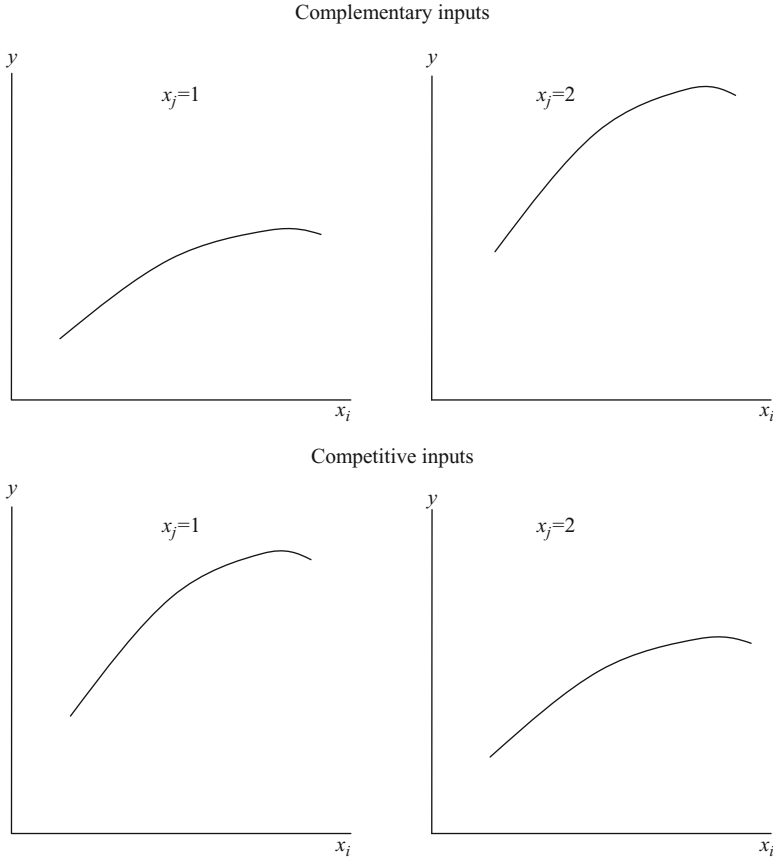 Complementary inputs
y
x_j=1
x_i
y
x_j=2
x_i
Competitive inputs
y
x_j=1
x_i
y
x_j=2
x_i